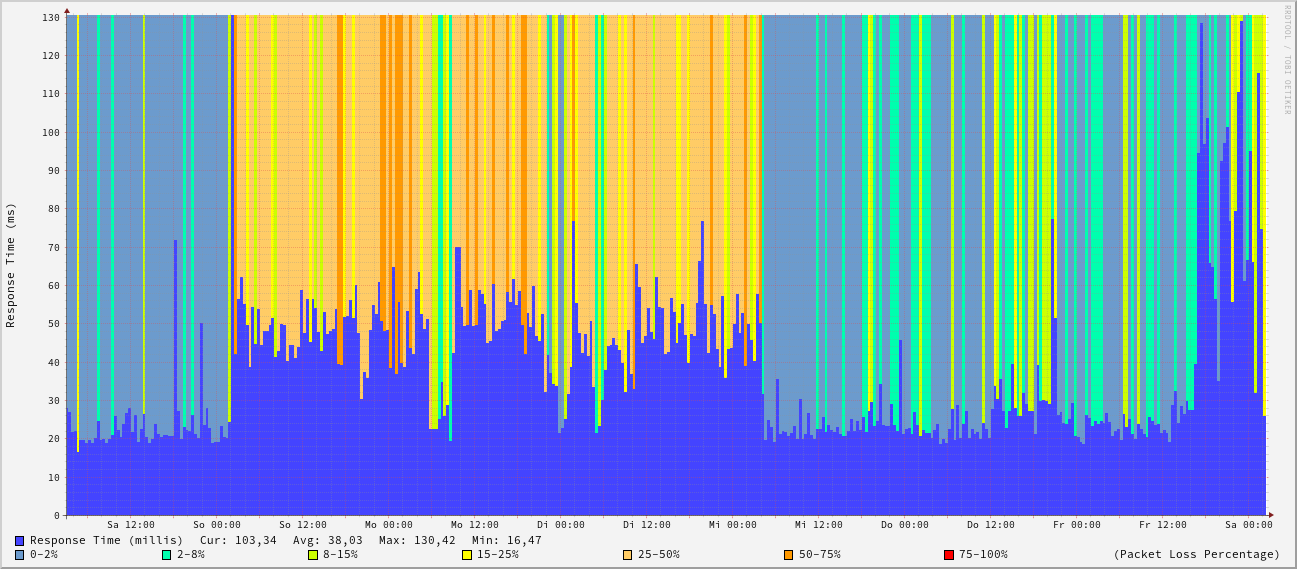 RRDTOOL / TOBI OETIKER
Response Time (ms)
130
120
110
100
90
80
70
60
50
40
30
20
10
0
Sa 12:00 So 00:00 So 12:00 Mo 00:00 Mo 12:00 Di 00:00 Di 12:00 Mi 00:00 Mi 12:00 Do 00:00 Do 12:00 Fr 00:00 Fr 12:00 Sa 00:00
Response Time (millis) Cur: 103,34 Avg: 38,03 Max: 130,42 Min: 16,47
0-2% 2-8% 8-15% 15-25% 25-50% 50-75% 75-100% (Packet Loss Percentage)